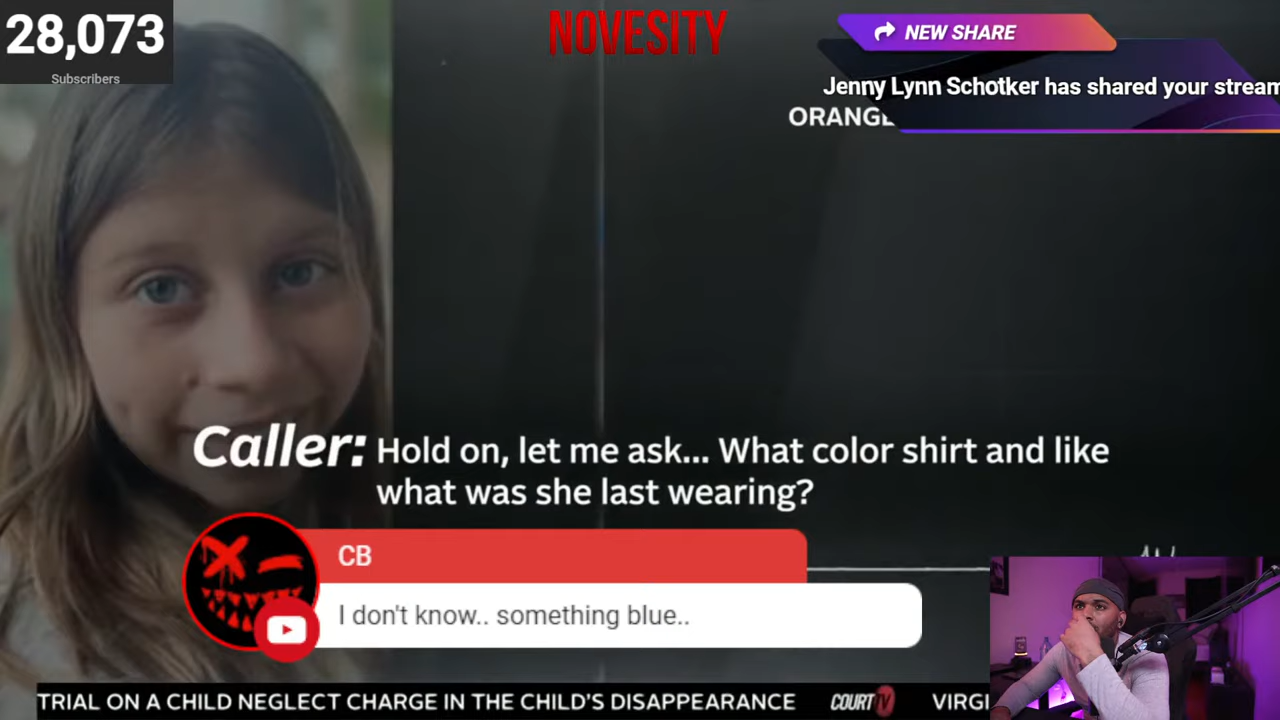 28,073
Subscribers
NOVESITY
NEW SHARE
Jenny Lynn Schotker has shared your stream
ORANGE
Caller: Hold on, let me ask... What color shirt and like
what was she last wearing?
CB
I don't know.. something blue..
TRIAL ON A CHILD NEGLECT CHARGE IN THE CHILD'S DISAPPEARANCE COURT TV VIRGI